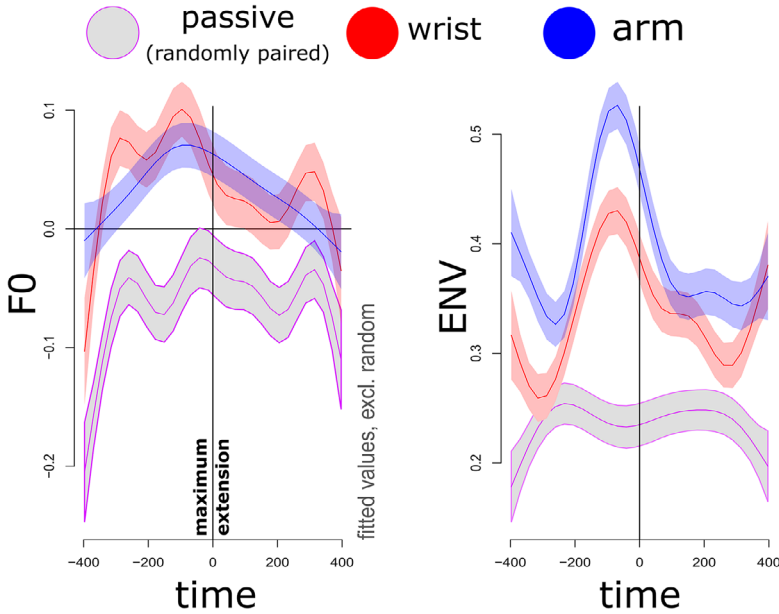 passive
(randomly paired)
wrist
arm
F0
0.1
0.0
−0.1
−0.2
maximum
extension
fitted values, excl. random
−400 −200 0 200 400
time
ENV
0.5
0.4
0.3
0.2
−400 −200 0 200 400
time